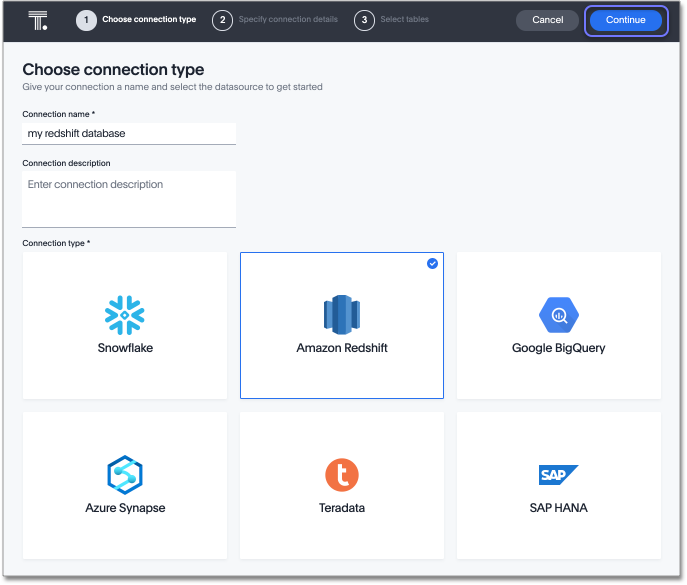 T.
1 Choose connection type 2 Specify connection details 3 Select tables Cancel Continue
Choose connection type
Give your connection a name and select the datasource to get started
Connection name *
my redshift database
Connection description
Enter connection description
Connection type *
Snowflake Amazon Redshift Google BigQuery
t SAP
Azure Synapse Teradata SAP HANA